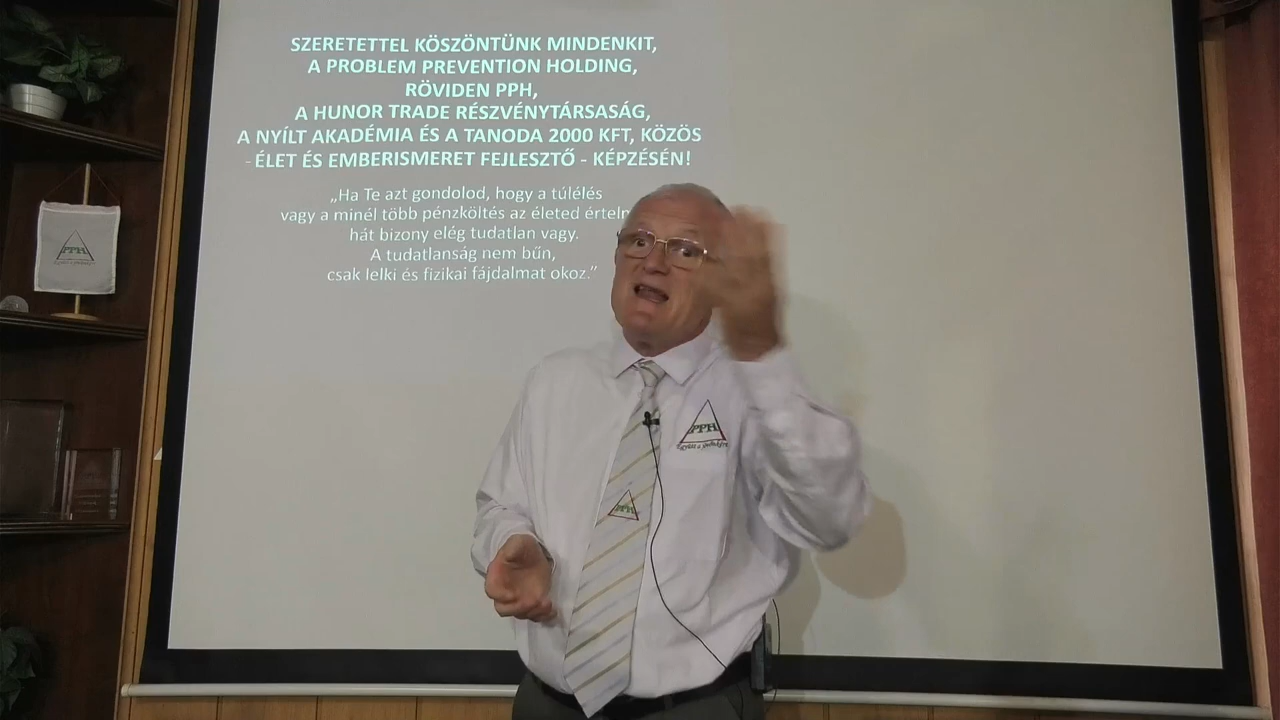 SZERETETTEL KÖSZÖNTÜNK MINDENKIT,
A PROBLEM PREVENTION HOLDING,
RÖVIDEN PPH,
A HUNOR TRADE RÉSZVÉNYTÁRSASÁG,
A NYÍLT AKADÉMIA ÉS A TANODA 2000 KFT, KÖZÖS
- ÉLET ÉS EMBERISMERET FEJLESZTŐ - KÉPZÉSÉN!
„Ha Te azt gondolod, hogy a túlélés
vagy a minél több pénzköltés az életed
hát bizony elég tudatlan vagy.
A tudatlanság nem bűn,
csak lelki és fizikai fájdalmat okoz.”
PPH
PPH
PPH